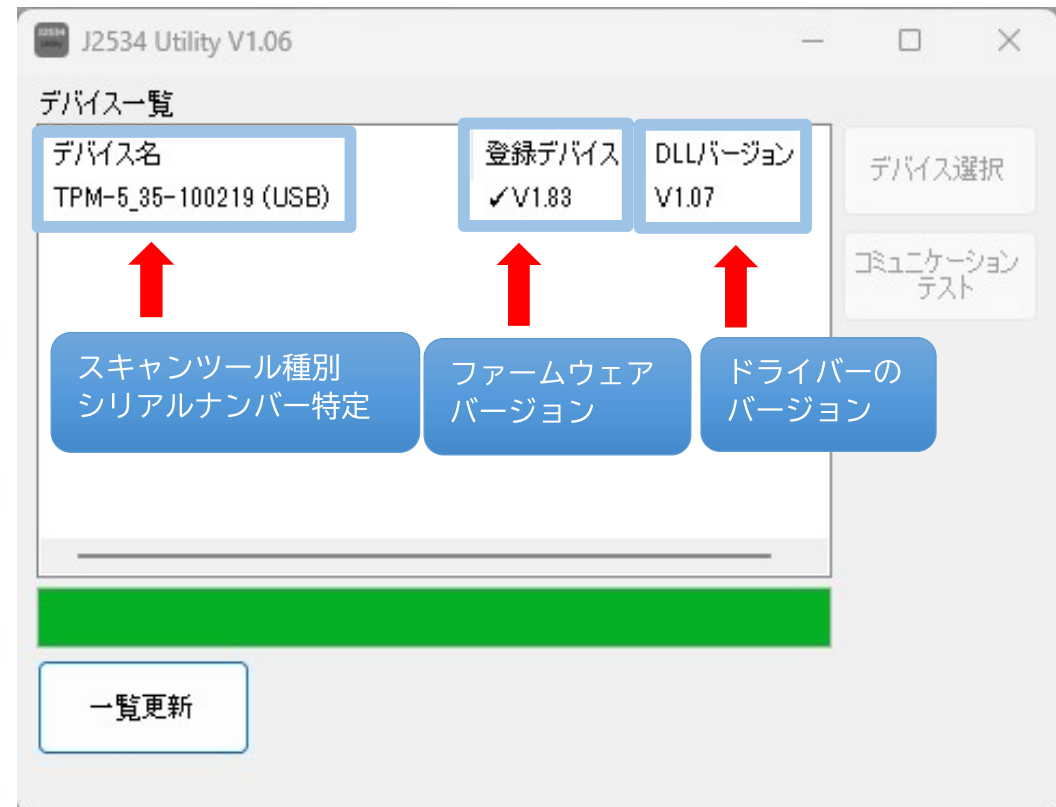 J2534 Utility V1.06
デバイス一覧
デバイス名 登録デバイス DLLバージョン
TPM-5_35-100219 (USB) ✓V1.83 V1.07
デバイス選択
コミュニケーション
テスト
スキャンツール種別
シリアルナンバー特定
ファームウェア
バージョン
ドライバーの
バージョン
一覧更新